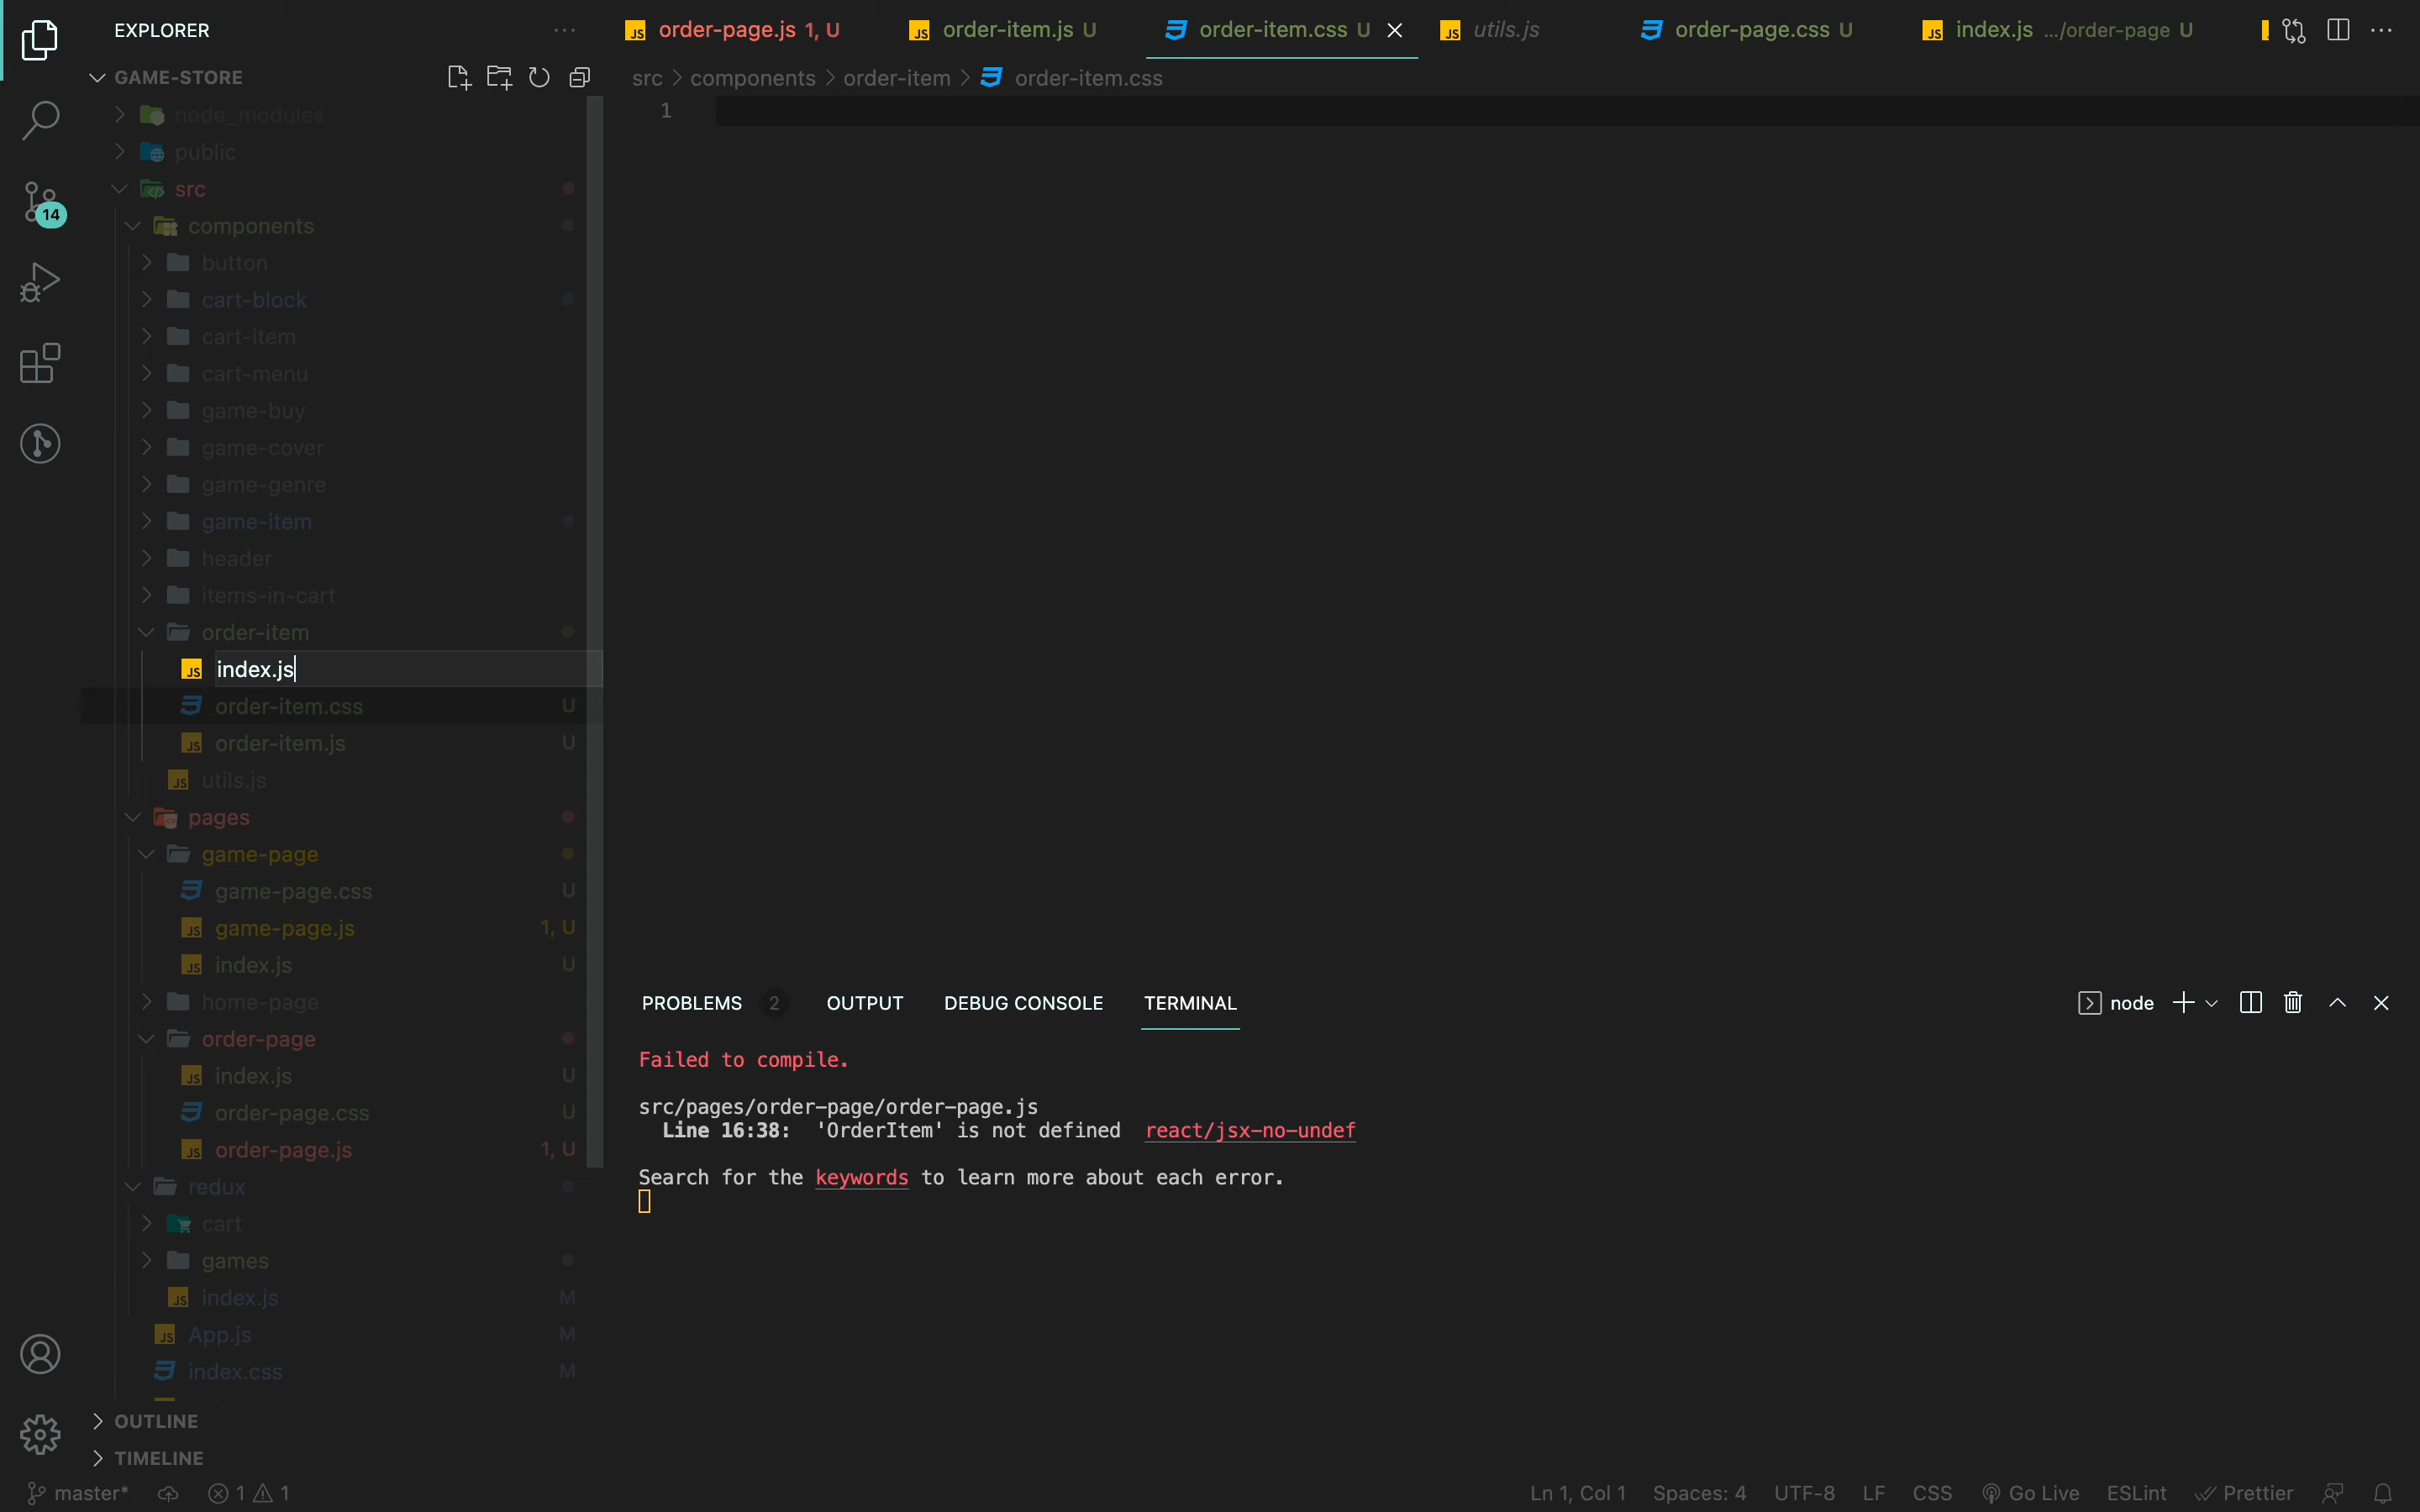 EXPLORER
GAME-STORE
node_modules
public
src
components
button
cart-block
cart-item
cart-menu
game-buy
game-cover
game-genre
game-item
header
items-in-cart
order-item
index.js
order-item.css U
order-item.js U
utils.js
pages
game-page
game-page.css U
game-page.js 1, U
index.js U
home-page
order-page
index.js U
order-page.css U
order-page.js 1, U
redux
cart
games
index.js M
App.js M
index.css M
OUTLINE
TIMELINE
14
order-page.js 1, U order-item.js U order-item.css U utils.js order-page.css U index.js .../order-page U
src > components > order-item > order-item.css
1
PROBLEMS 2 OUTPUT DEBUG CONSOLE TERMINAL node
Failed to compile.
src/pages/order-page/order-page.js
Line 16:38: 'OrderItem' is not defined react/jsx-no-undef
Search for the keywords to learn more about each error.
master* 1 1 Ln 1, Col 1 Spaces: 4 UTF-8 LF CSS Go Live ESLint Prettier